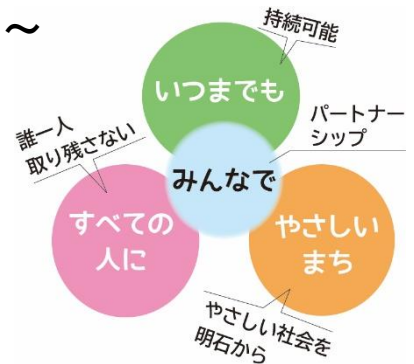 ～
持続可能
いつまでも
パートナー
シップ
誰一人
取り残さない
みんなで
すべての
人に
やさしい
まち
やさしい社会を
明石から